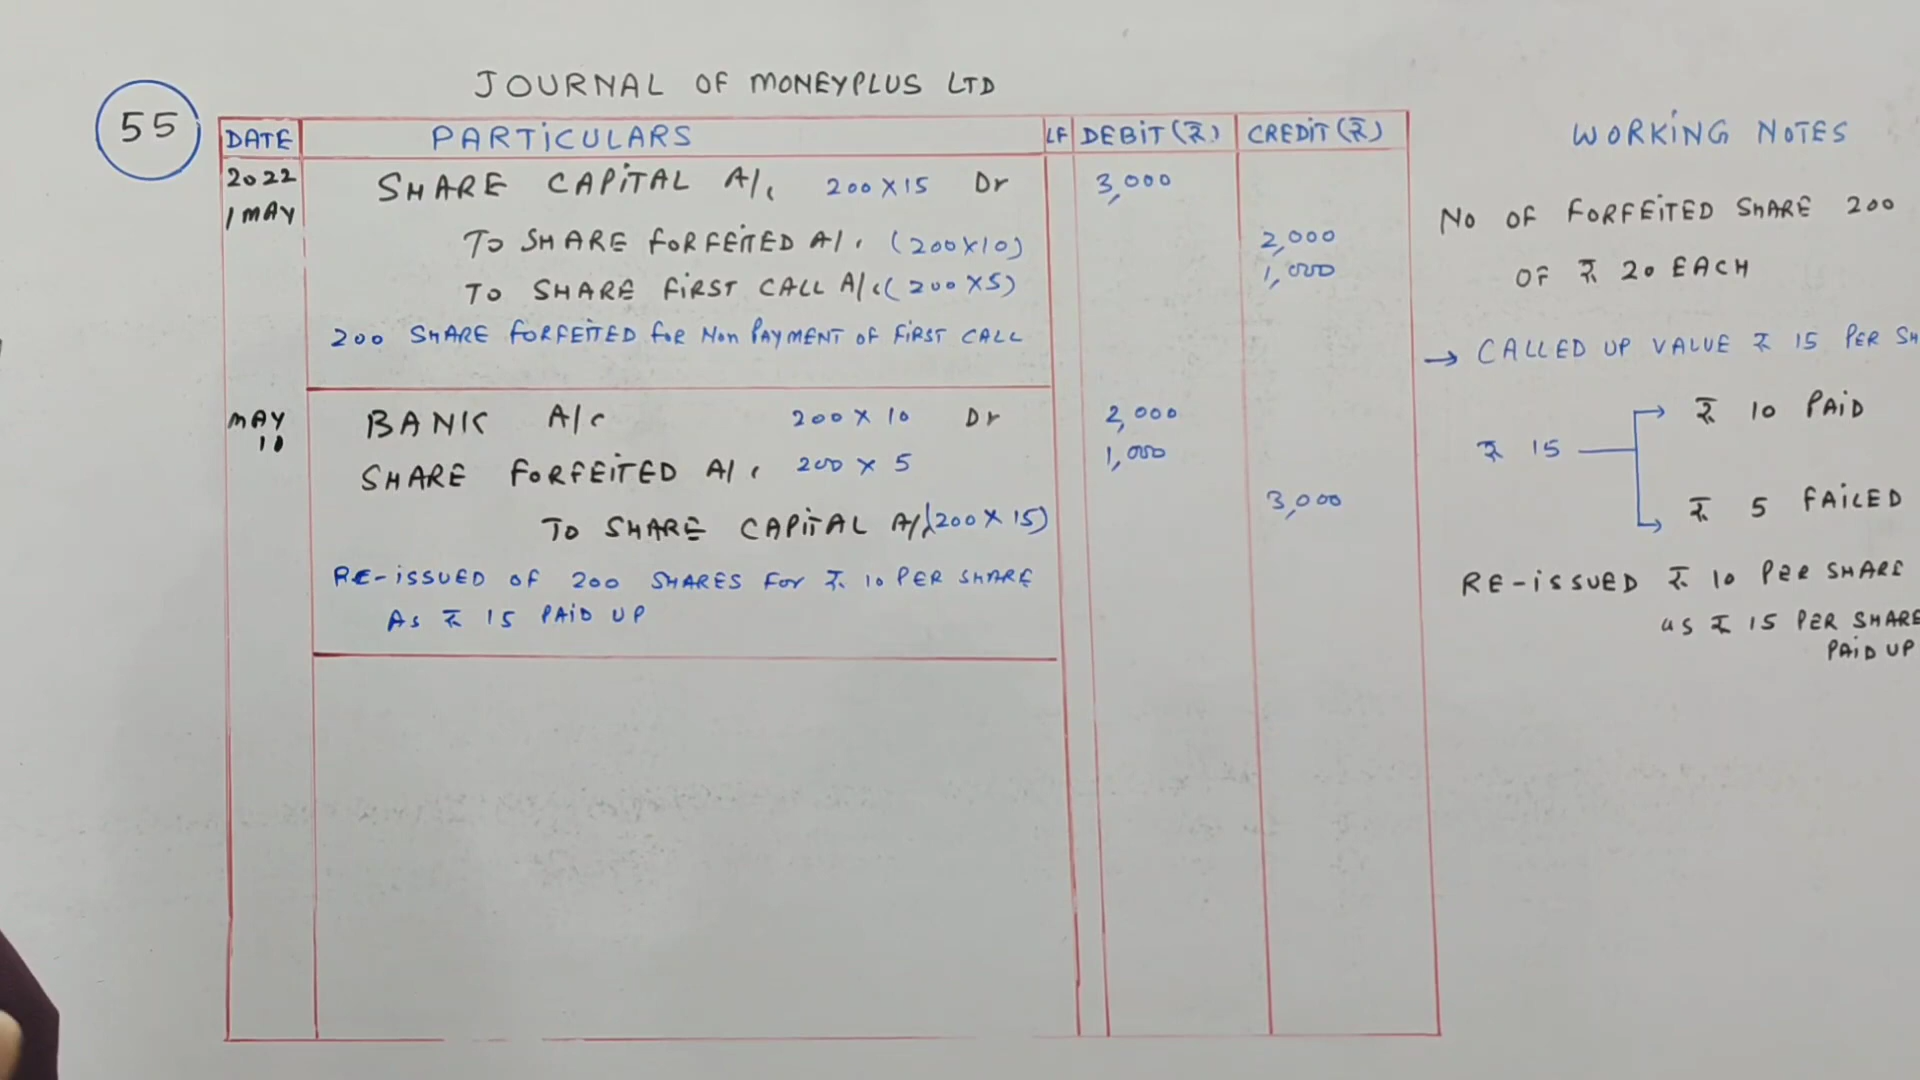 JOURNAL OF MONEYPLUS LTD
55
DATE PARTICULARS LF DEBIT (₹) CREDIT (₹)
2022
1 MAY
SHARE CAPITAL A/c 200 X 15 Dr 3,000
TO SHARE FORFEITED A/c (200 X 10) 2,000
TO SHARE FIRST CALL A/c (200 X 5) 1,000
200 SHARE FORFEITED FOR NON PAYMENT OF FIRST CALL
MAY
10
BANK A/c 200 X 10 Dr 2,000
SHARE FORFEITED A/c 200 X 5 1,000
TO SHARE CAPITAL A/c (200 X 15) 3,000
RE-ISSUED OF 200 SHARES FOR ₹ 10 PER SHARE
AS ₹ 15 PAID UP
WORKING NOTES
NO OF FORFEITED SHARE 200
OF ₹ 20 EACH
→ CALLED UP VALUE ₹ 15 PER SH
₹ 10 PAID
₹ 15
₹ 5 FAILED
RE-ISSUED ₹ 10 PER SHARE
as ₹ 15 PER SHARE
PAID UP